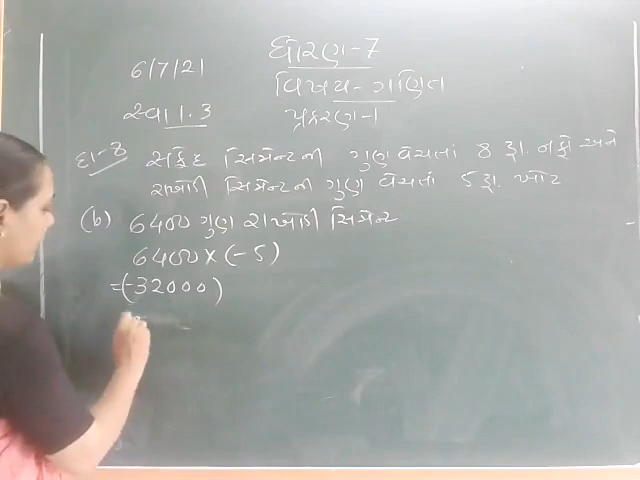 ધોરણ-7
6/7/21
વિષય - ગણિત
સ્વા 1.3
પ્રકરણ-1
દા-8 સફેદ સિમેન્ટની ગુણ વેચતાં 8 રૂા. નફો અને
રાખોડી સિમેન્ટની ગુણ વેચતાં 5 રૂા. ખોટ
(b) 6400 ગુણ રાખોડી સિમેન્ટ
6400 x (-5)
=(-32000)